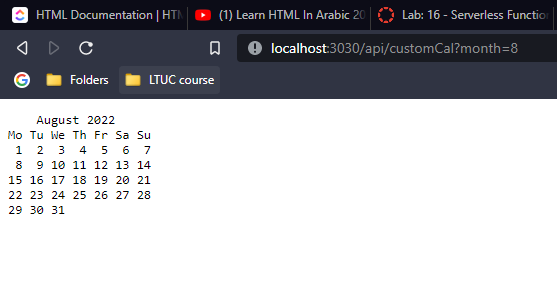 HTML Documentation | HTM
(1) Learn HTML In Arabic 20
Lab: 16 - Serverless Function
localhost:3030/api/customCal?month=8
Folders
LTUC course
August 2022
Mo Tu We Th Fr Sa Su
1 2 3 4 5 6 7
8 9 10 11 12 13 14
15 16 17 18 19 20 21
22 23 24 25 26 27 28
29 30 31